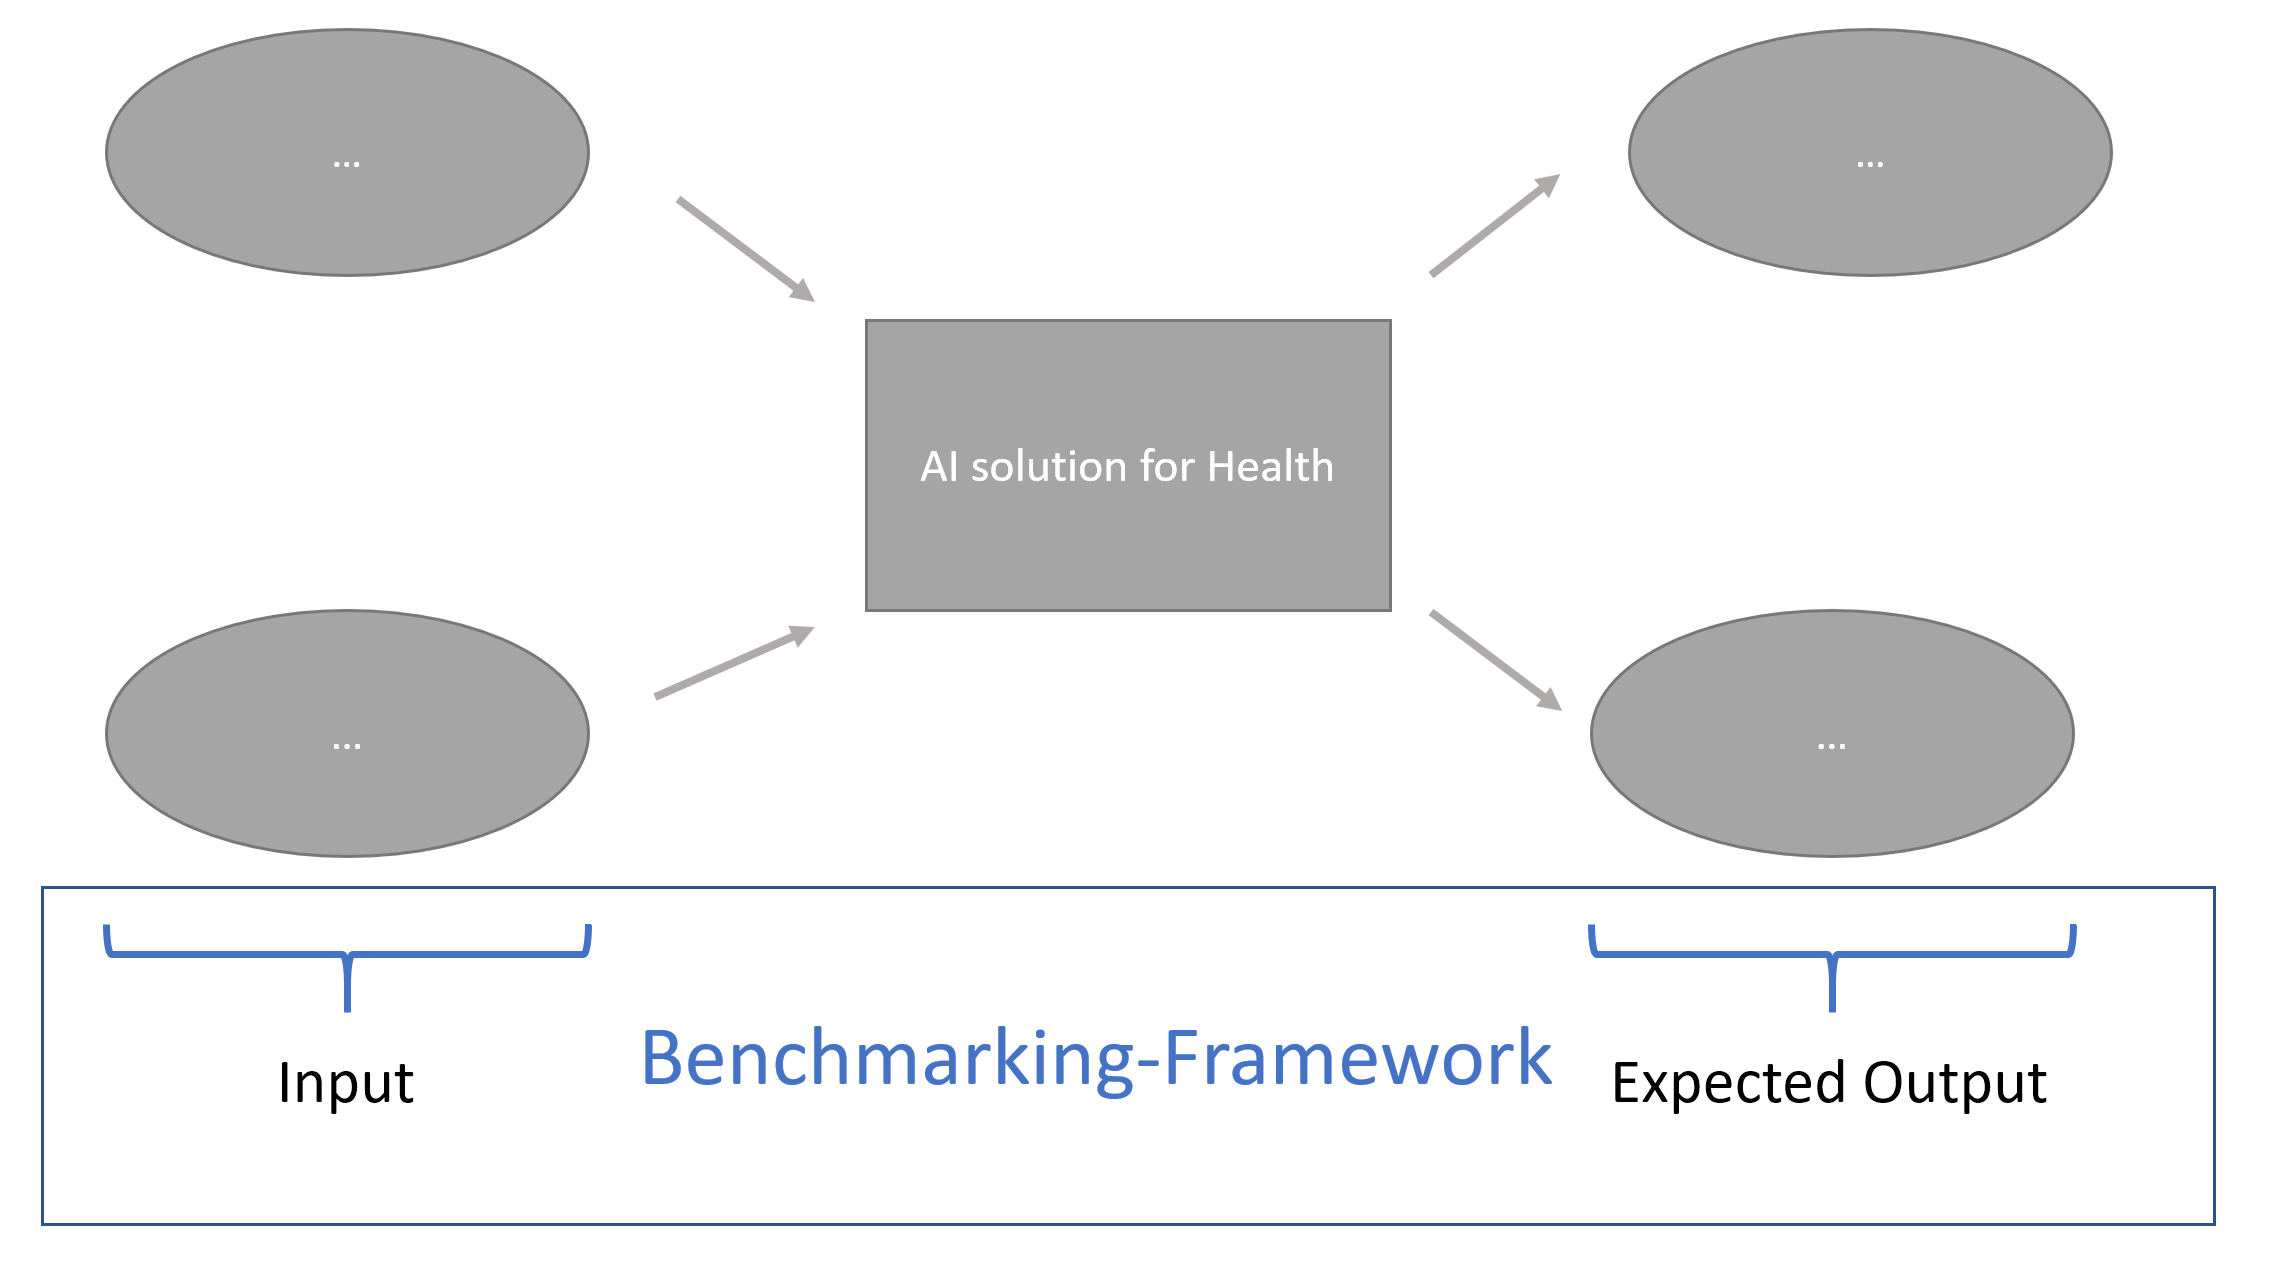 ...
...
AI solution for Health
...
...
Input
Benchmarking-Framework
Expected Output